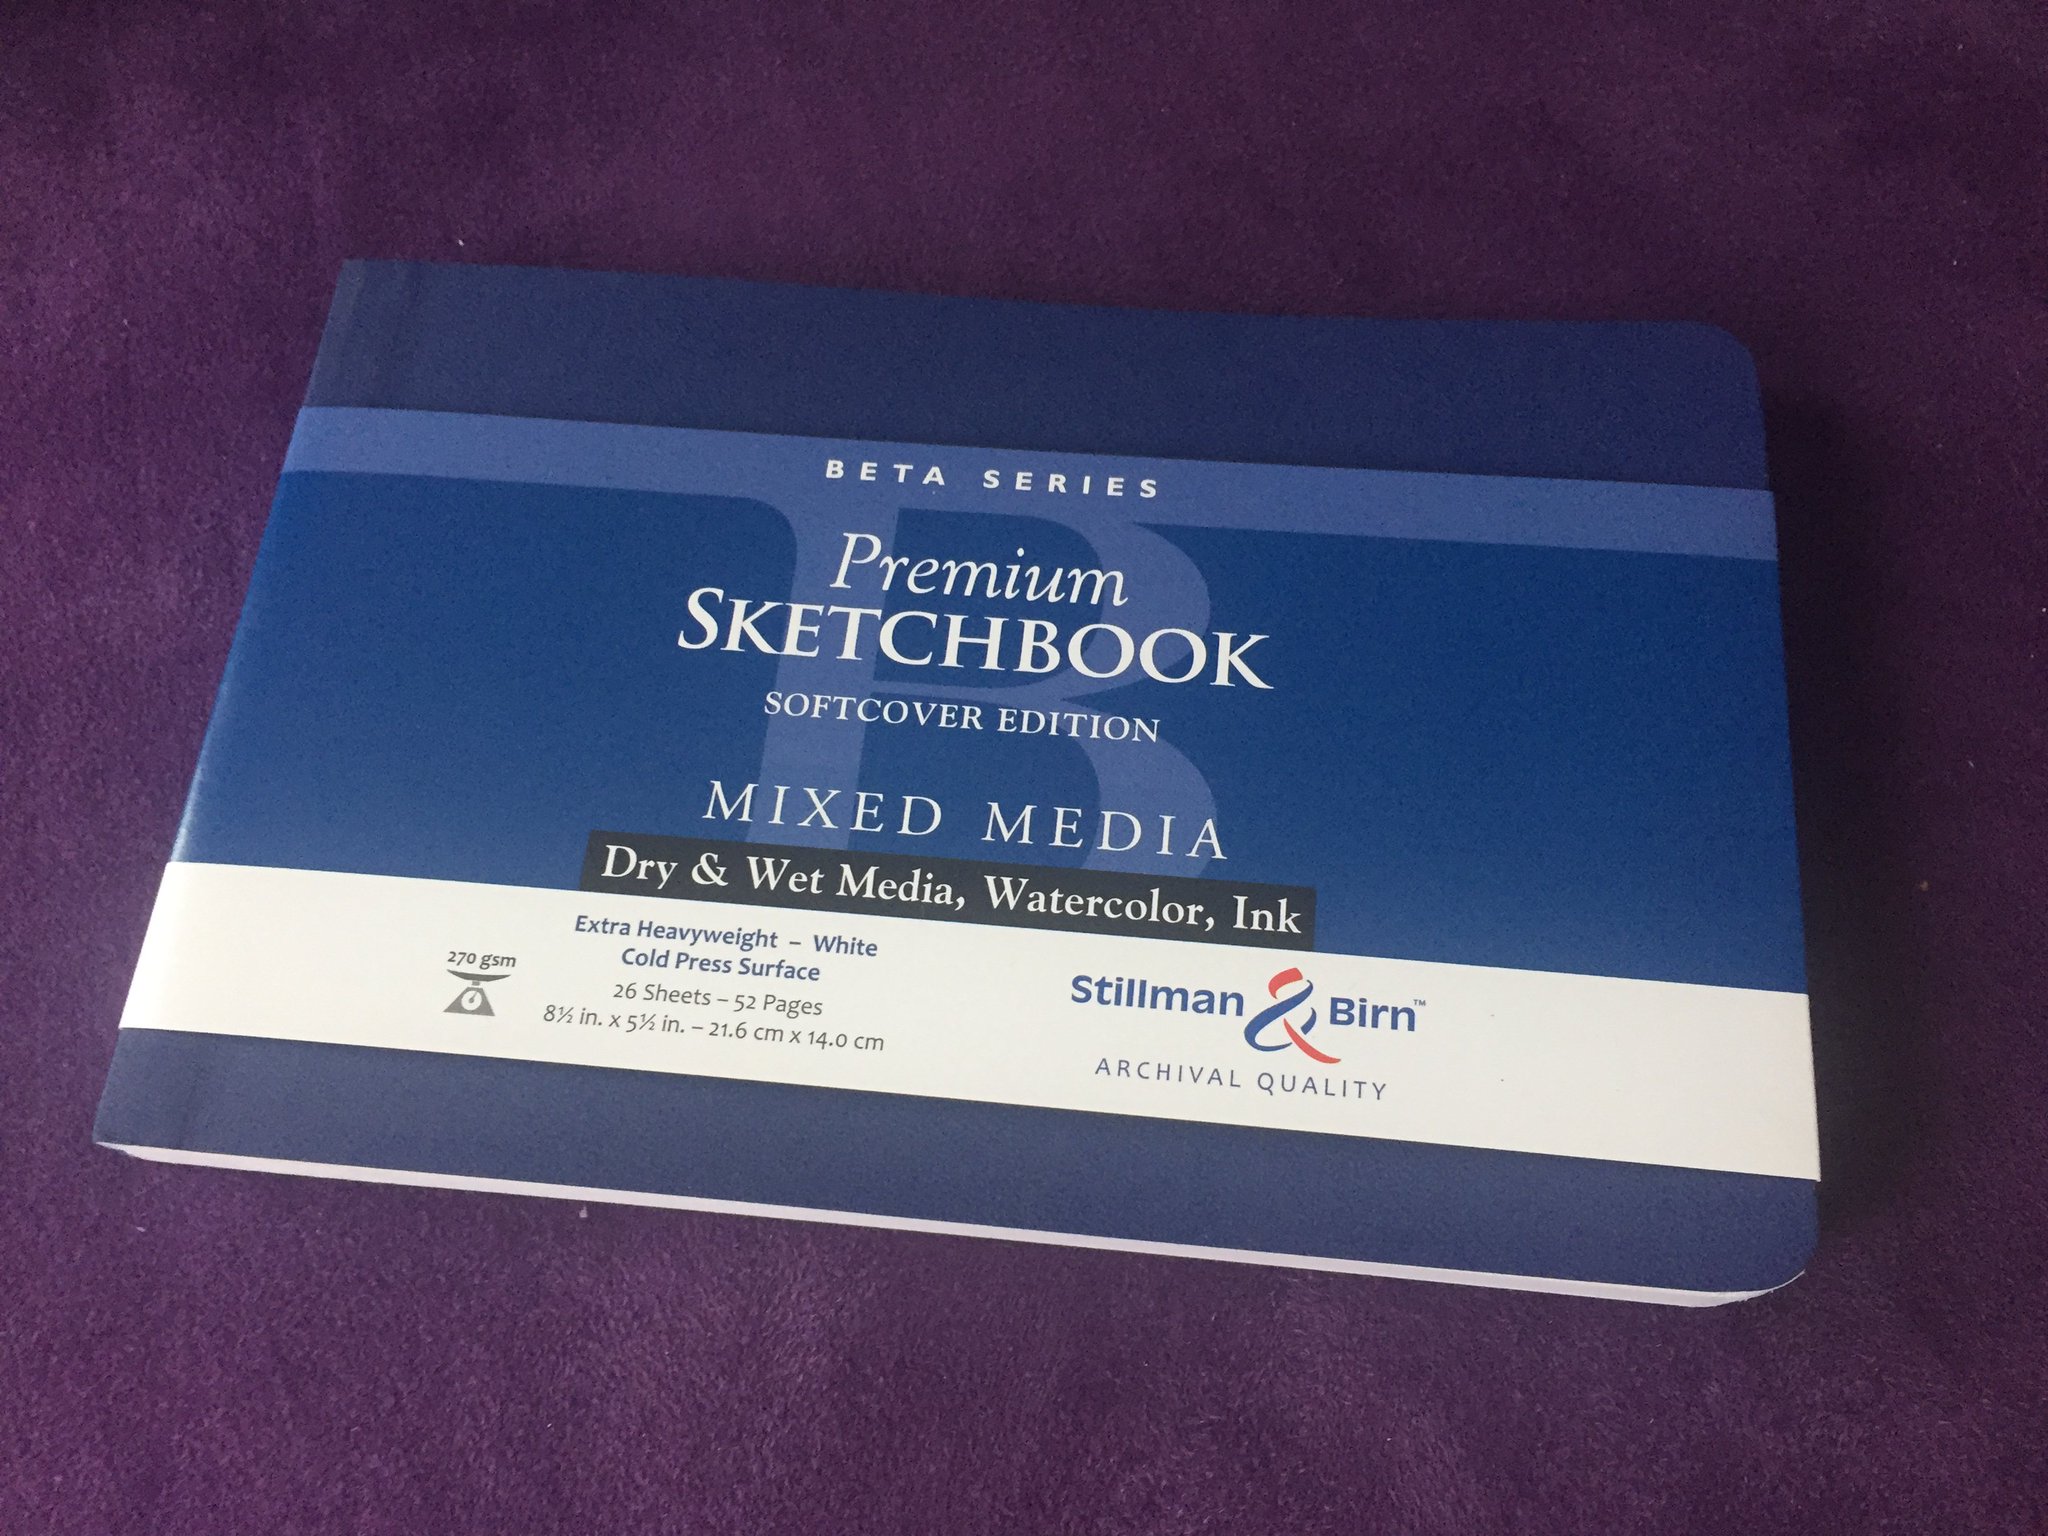 BETA SERIES
Premium
SKETCHBOOK
SOFTCOVER EDITION
MIXED MEDIA
Dry & Wet Media, Watercolor, Ink
270 gsm
Extra Heavyweight – White
Cold Press Surface
26 Sheets – 52 Pages
8½ in. x 5½ in. – 21.6 cm x 14.0 cm
Stillman & Birn™
ARCHIVAL QUALITY